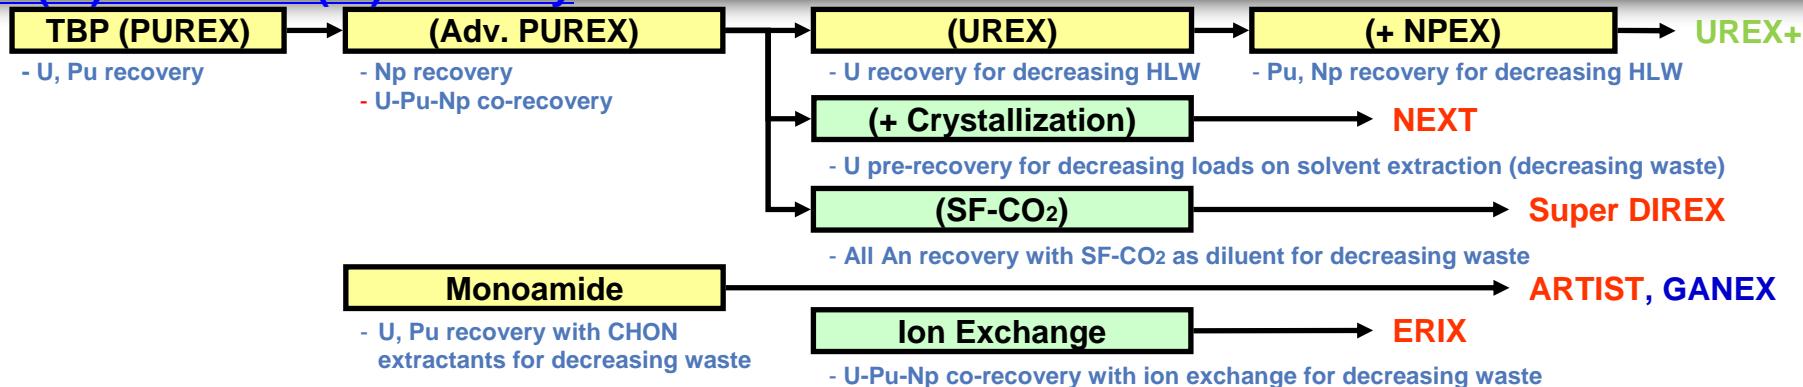 TBP (PUREX)
(Adv. PUREX)
(UREX)
(+ NPEX)
UREX+
- U, Pu recovery
- Np recovery
- U-Pu-Np co-recovery
- U recovery for decreasing HLW
- Pu, Np recovery for decreasing HLW
(+ Crystallization)
NEXT
- U pre-recovery for decreasing loads on solvent extraction (decreasing waste)
(SF-CO2)
Super DIREX
- All An recovery with SF-CO2 as diluent for decreasing waste
Monoamide
ARTIST, GANEX
- U, Pu recovery with CHON
extractants for decreasing waste
Ion Exchange
ERIX
- U-Pu-Np co-recovery with ion exchange for decreasing waste